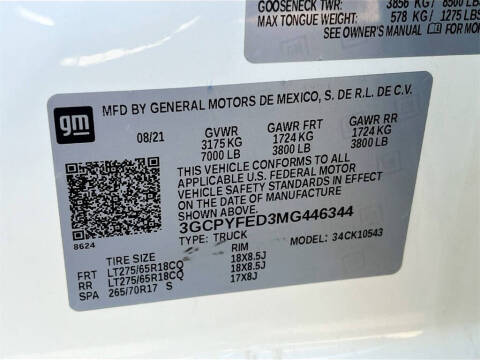 GOOSENECK TWR: 3856 KG / 8500 LBS
MAX TONGUE WEIGHT: 578 KG / 1275 LBS
SEE OWNER'S MANUAL FOR MOR
gm
MFD BY GENERAL MOTORS DE MEXICO, S. DE R.L. DE C.V.
08/21 GVWR GAWR FRT GAWR RR
3175 KG 1724 KG 1724 KG
7000 LB 3800 LB 3800 LB
THIS VEHICLE CONFORMS TO ALL
APPLICABLE U.S. FEDERAL MOTOR
VEHICLE SAFETY STANDARDS IN EFFECT
ON THE DATE OF MANUFACTURE SHOWN ABOVE.
3GCPYFED3MG446344
8624
TYPE: TRUCK MODEL: 34CK10543
TIRE SIZE RIM
FRT LT275/65R18CQ 18X8.5J
RR LT275/65R18CQ 18X8.5J
SPA 265/70R17 S 17X8J